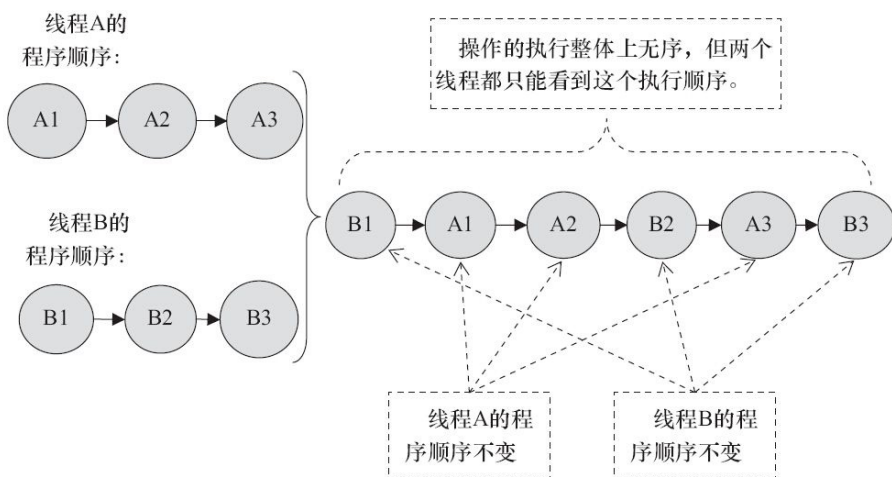 线程A的
程序顺序：
A1
A2
A3
线程B的
程序顺序：
B1
B2
B3
操作的执行整体上无序，但两个
线程都只能看到这个执行顺序。
B1
A1
A2
B2
A3
B3
线程A的程
序顺序不变
线程B的程
序顺序不变